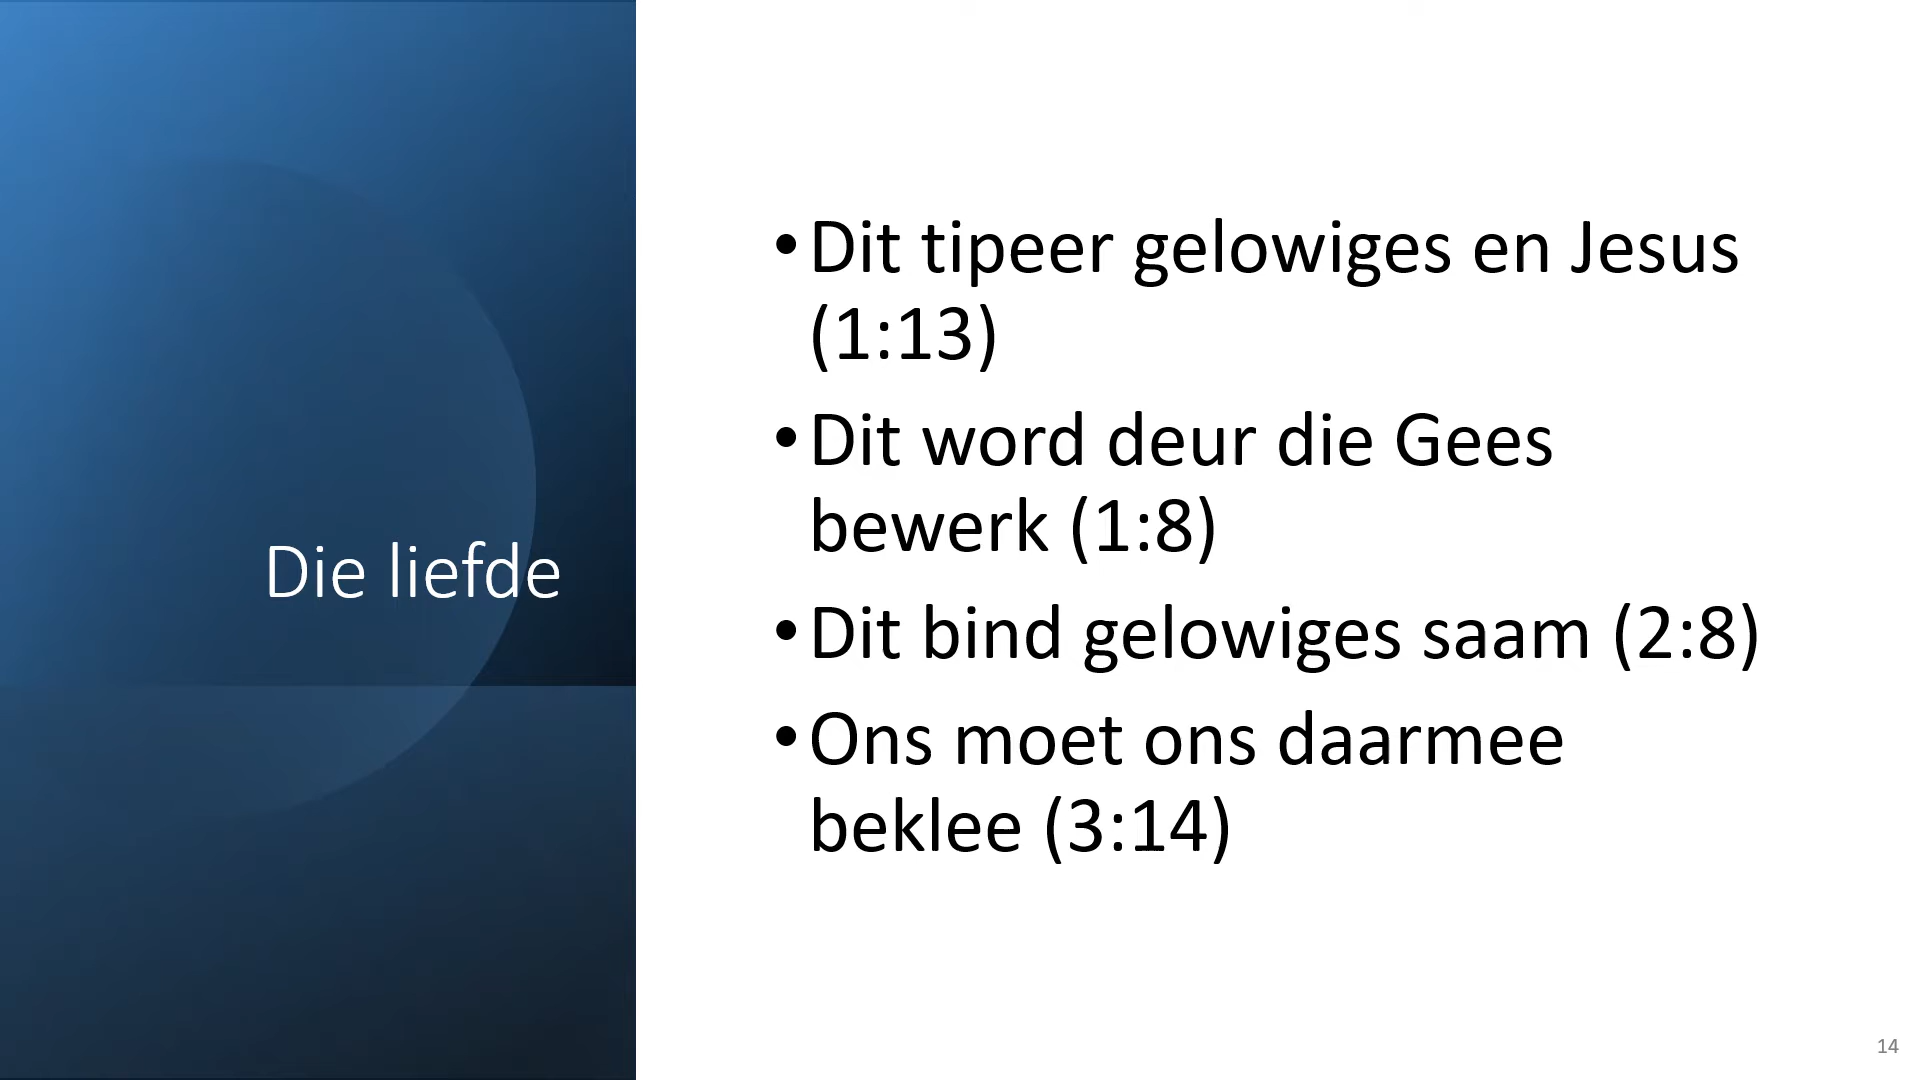 Die liefde
•Dit tipeer gelowiges en Jesus
(1:13)
•Dit word deur die Gees
bewerk (1:8)
•Dit bind gelowiges saam (2:8)
•Ons moet ons daarmee
beklee (3:14)
14